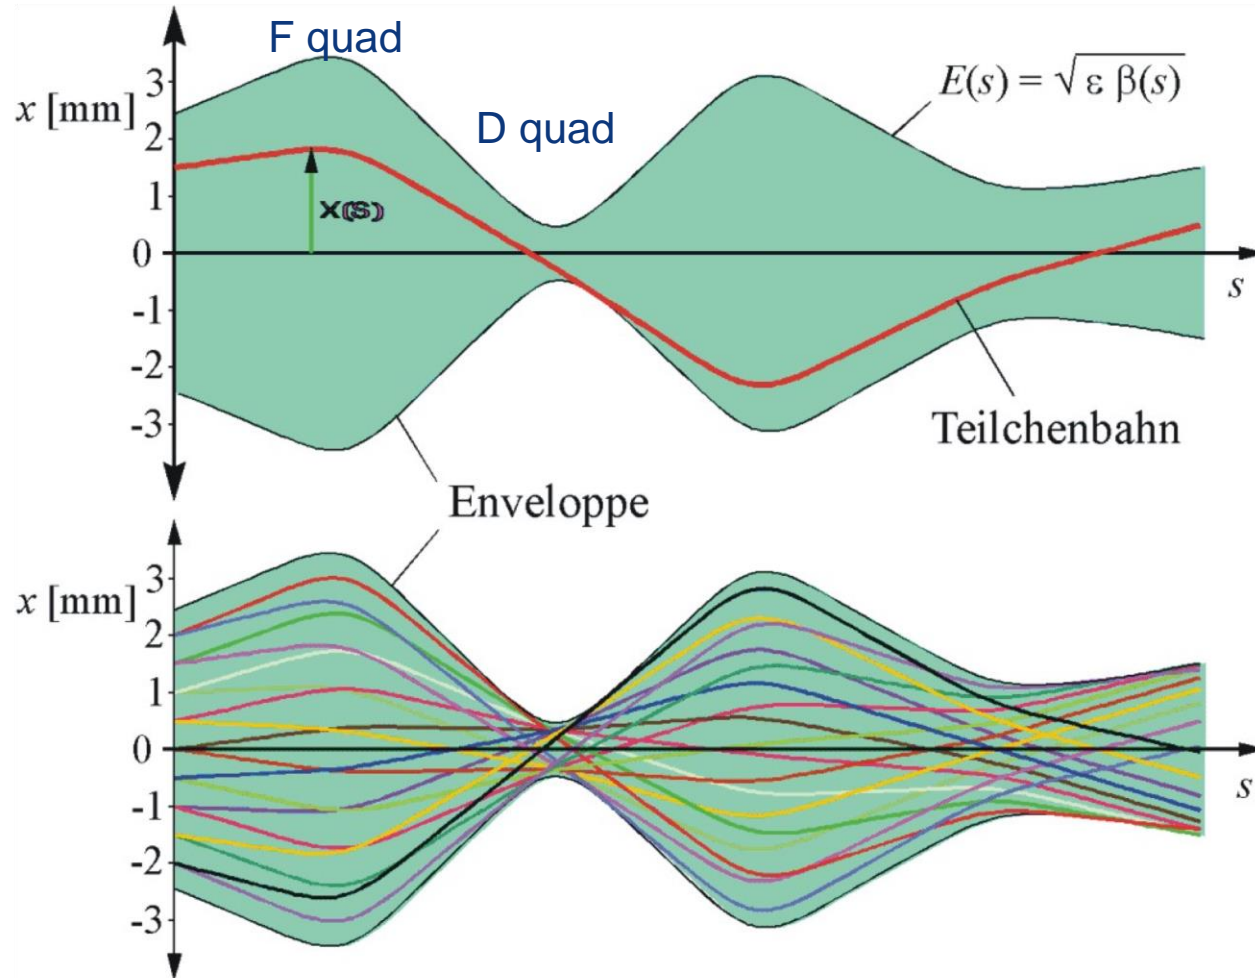 F quad
D quad
E(s) = √ε β(s)
x [mm]
3
2
1
0
-1
-2
-3
X(S)
s
Teilchenbahn
Enveloppe
x [mm]
3
2
1
0
-1
-2
-3
s